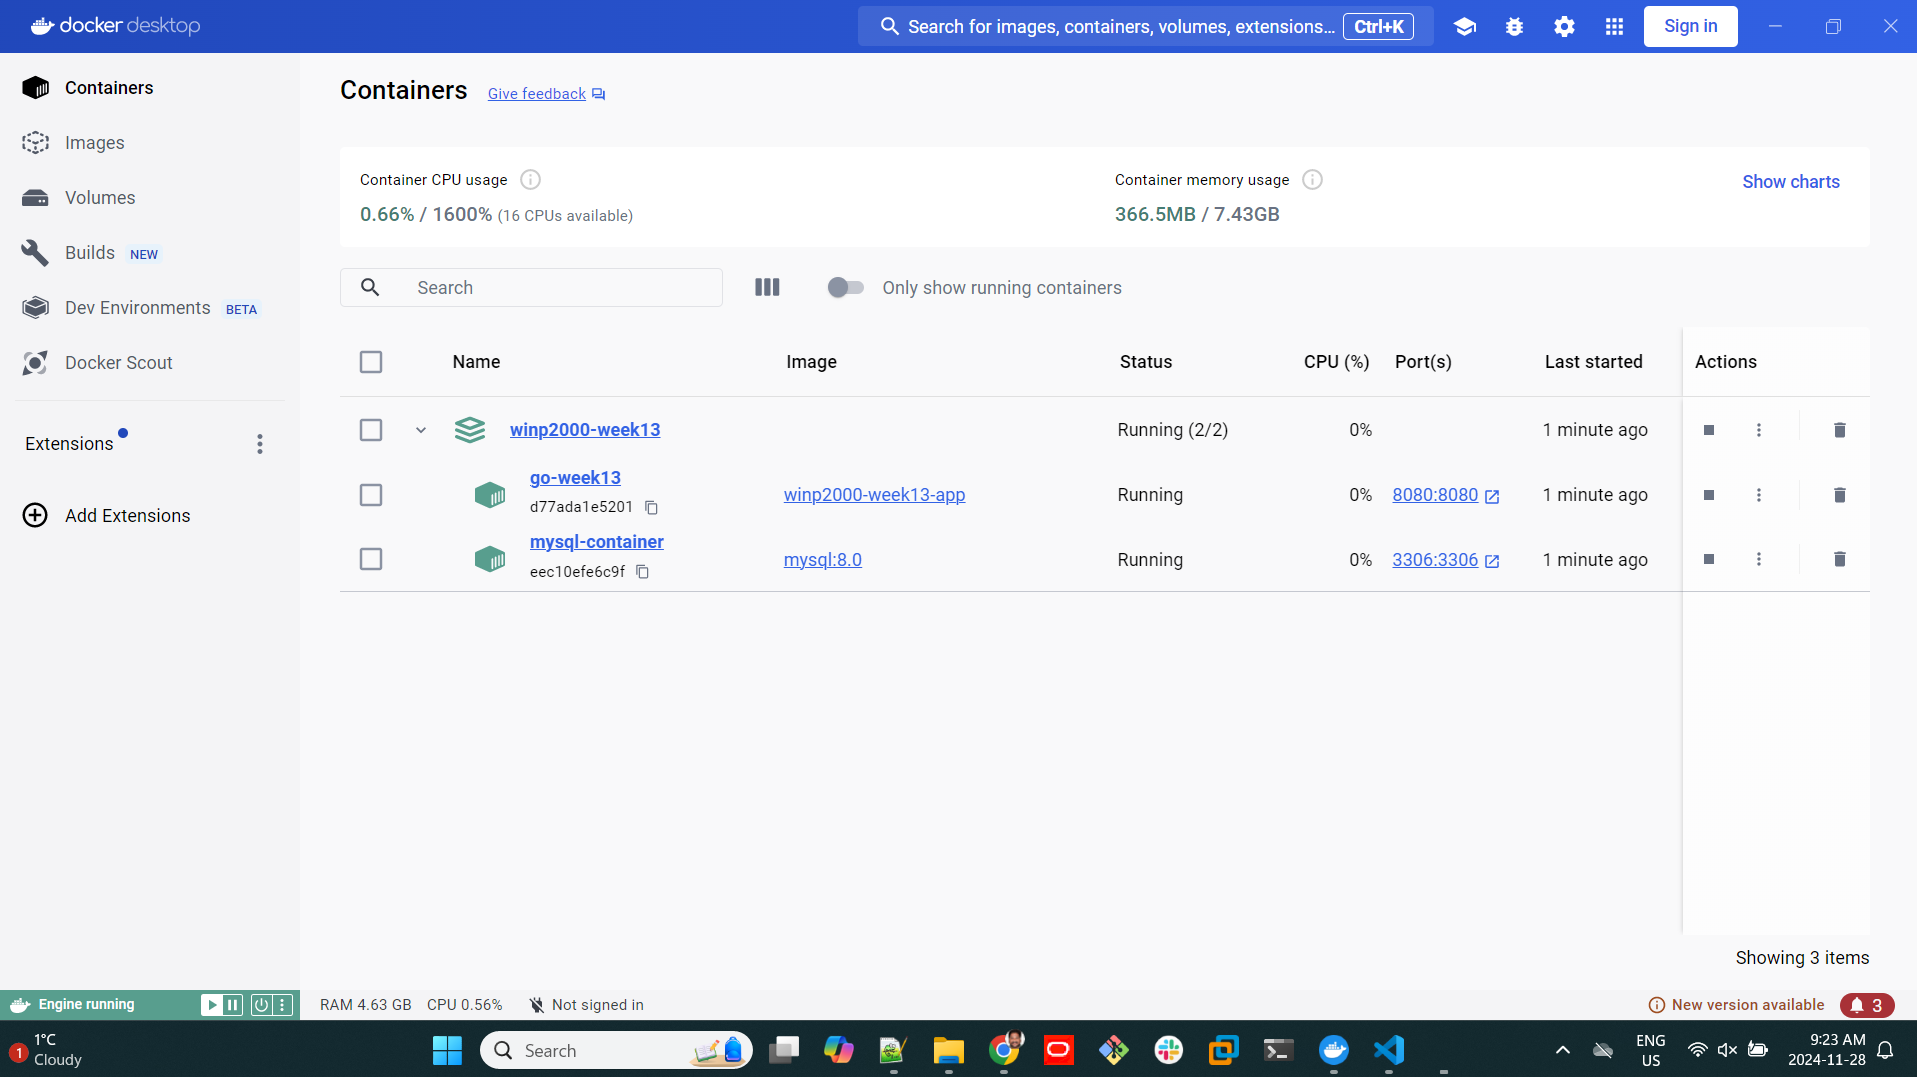 docker desktop
Search for images, containers, volumes, extensions... Ctrl+K
Sign in
Containers
Images
Volumes
Builds NEW
Dev Environments BETA
Docker Scout
Extensions
Add Extensions
Containers Give feedback
Container CPU usage
0.66% / 1600% (16 CPUs available)
Container memory usage
366.5MB / 7.43GB
Show charts
Search
Only show running containers
Name Image Status CPU (%) Port(s) Last started Actions
winp2000-week13 Running (2/2) 0% 1 minute ago
go-week13
d77ada1e5201
winp2000-week13-app Running 0% 8080:8080 1 minute ago
mysql-container
eec10efe6c9f
mysql:8.0 Running 0% 3306:3306 1 minute ago
Showing 3 items
Engine running
RAM 4.63 GB CPU 0.56% Not signed in
New version available 3
1
1°C
Cloudy
Search
ENG
US
9:23 AM
2024-11-28